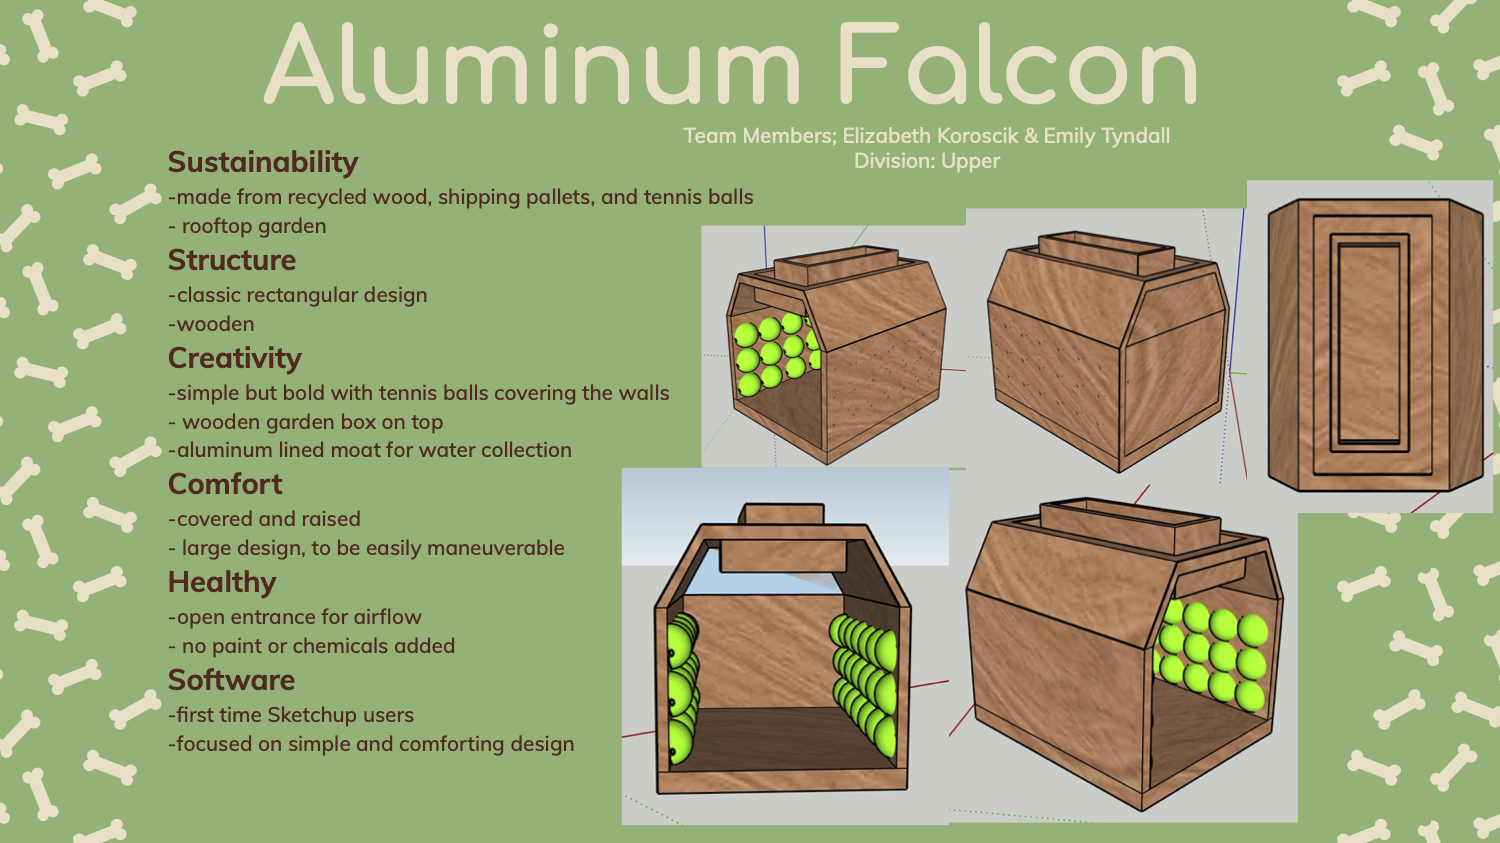 Aluminum Falcon
Team Members; Elizabeth Koroscik & Emily Tyndall
Division: Upper
Sustainability
-made from recycled wood, shipping pallets, and tennis balls
- rooftop garden
Structure
-classic rectangular design
-wooden
Creativity
-simple but bold with tennis balls covering the walls
- wooden garden box on top
-aluminum lined moat for water collection
Comfort
-covered and raised
- large design, to be easily maneuverable
Healthy
-open entrance for airflow
- no paint or chemicals added
Software
-first time Sketchup users
-focused on simple and comforting design